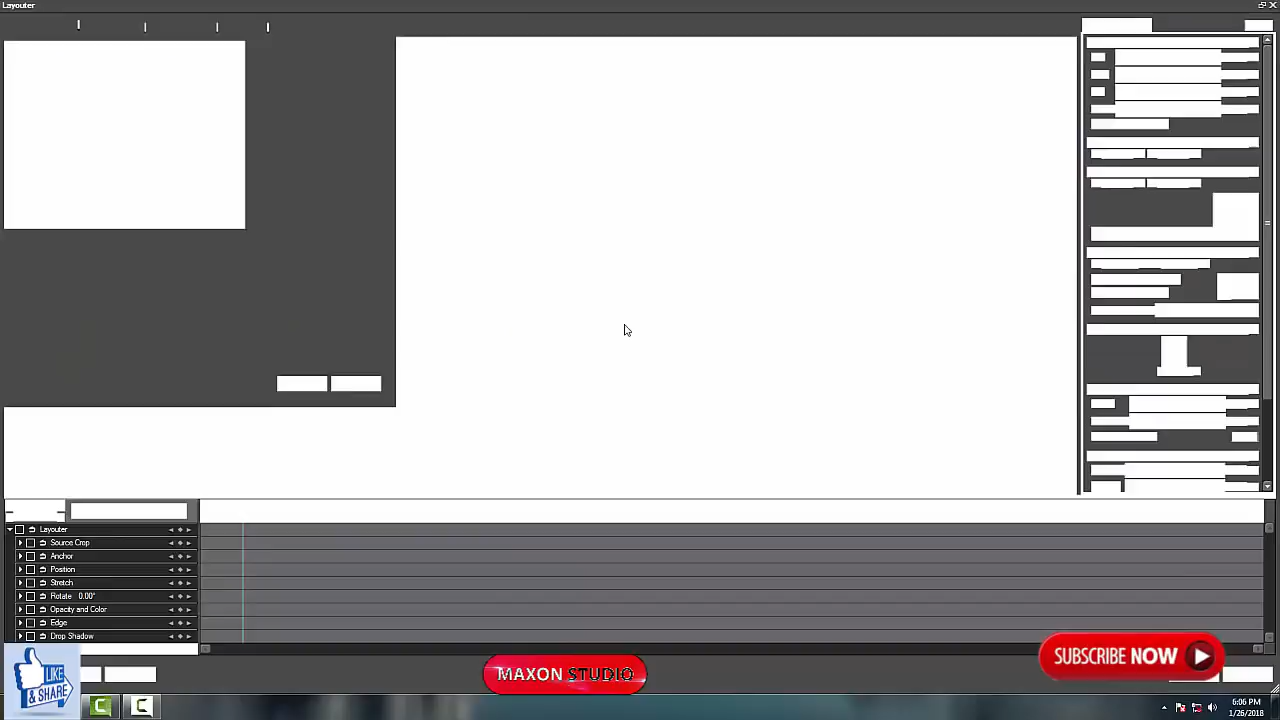 Layouter
Layouter
Source Crop
Anchor
Position
Stretch
Rotate 0.00°
Opacity and Color
Edge
Drop Shadow
LIKE
& SHARE
MAXON STUDIO
SUBSCRIBE NOW
6:06 PM
1/26/2018